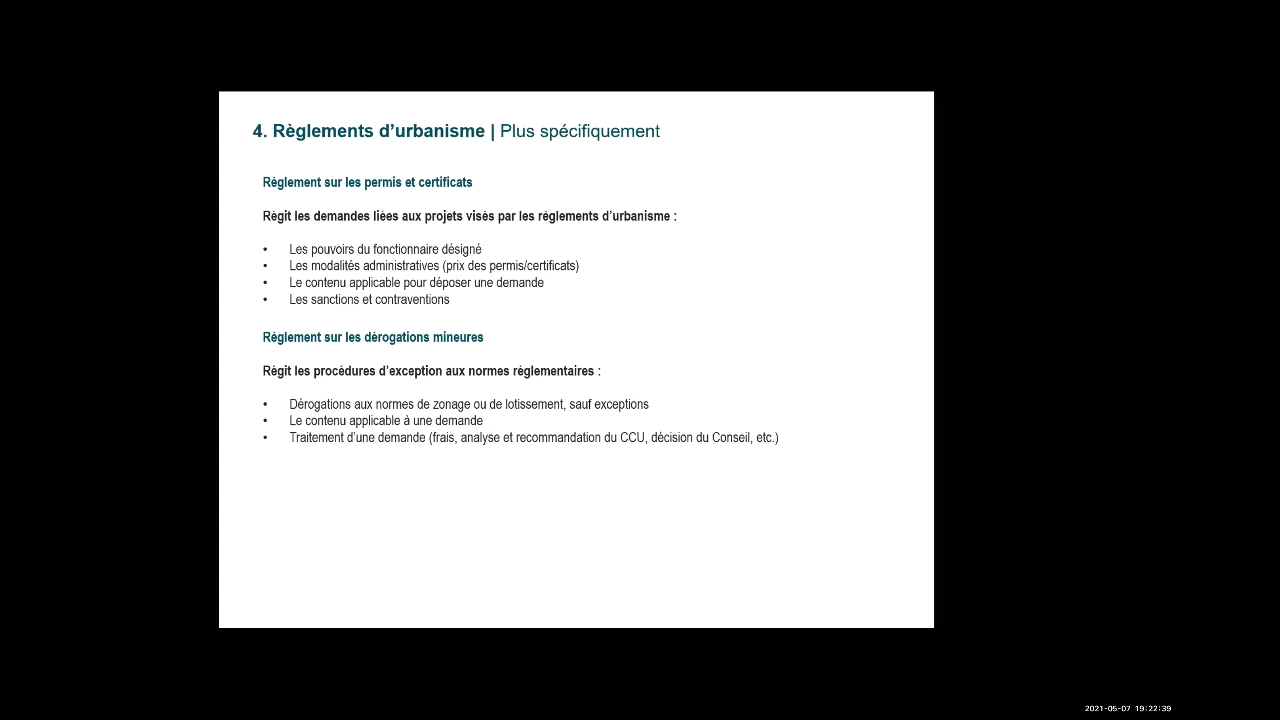 4. Règlements d'urbanisme | Plus spécifiquement
Règlement sur les permis et certificats
Régit les demandes liées aux projets visés par les règlements d'urbanisme :
• Les pouvoirs du fonctionnaire désigné
• Les modalités administratives (prix des permis/certificats)
• Le contenu applicable pour déposer une demande
• Les sanctions et contraventions
Règlement sur les dérogations mineures
Régit les procédures d'exception aux normes règlementaires :
• Dérogations aux normes de zonage ou de lotissement, sauf exceptions
• Le contenu applicable à une demande
• Traitement d'une demande (frais, analyse et recommandation du CCU, décision du Conseil, etc.)
2021-05-07 19:22:39